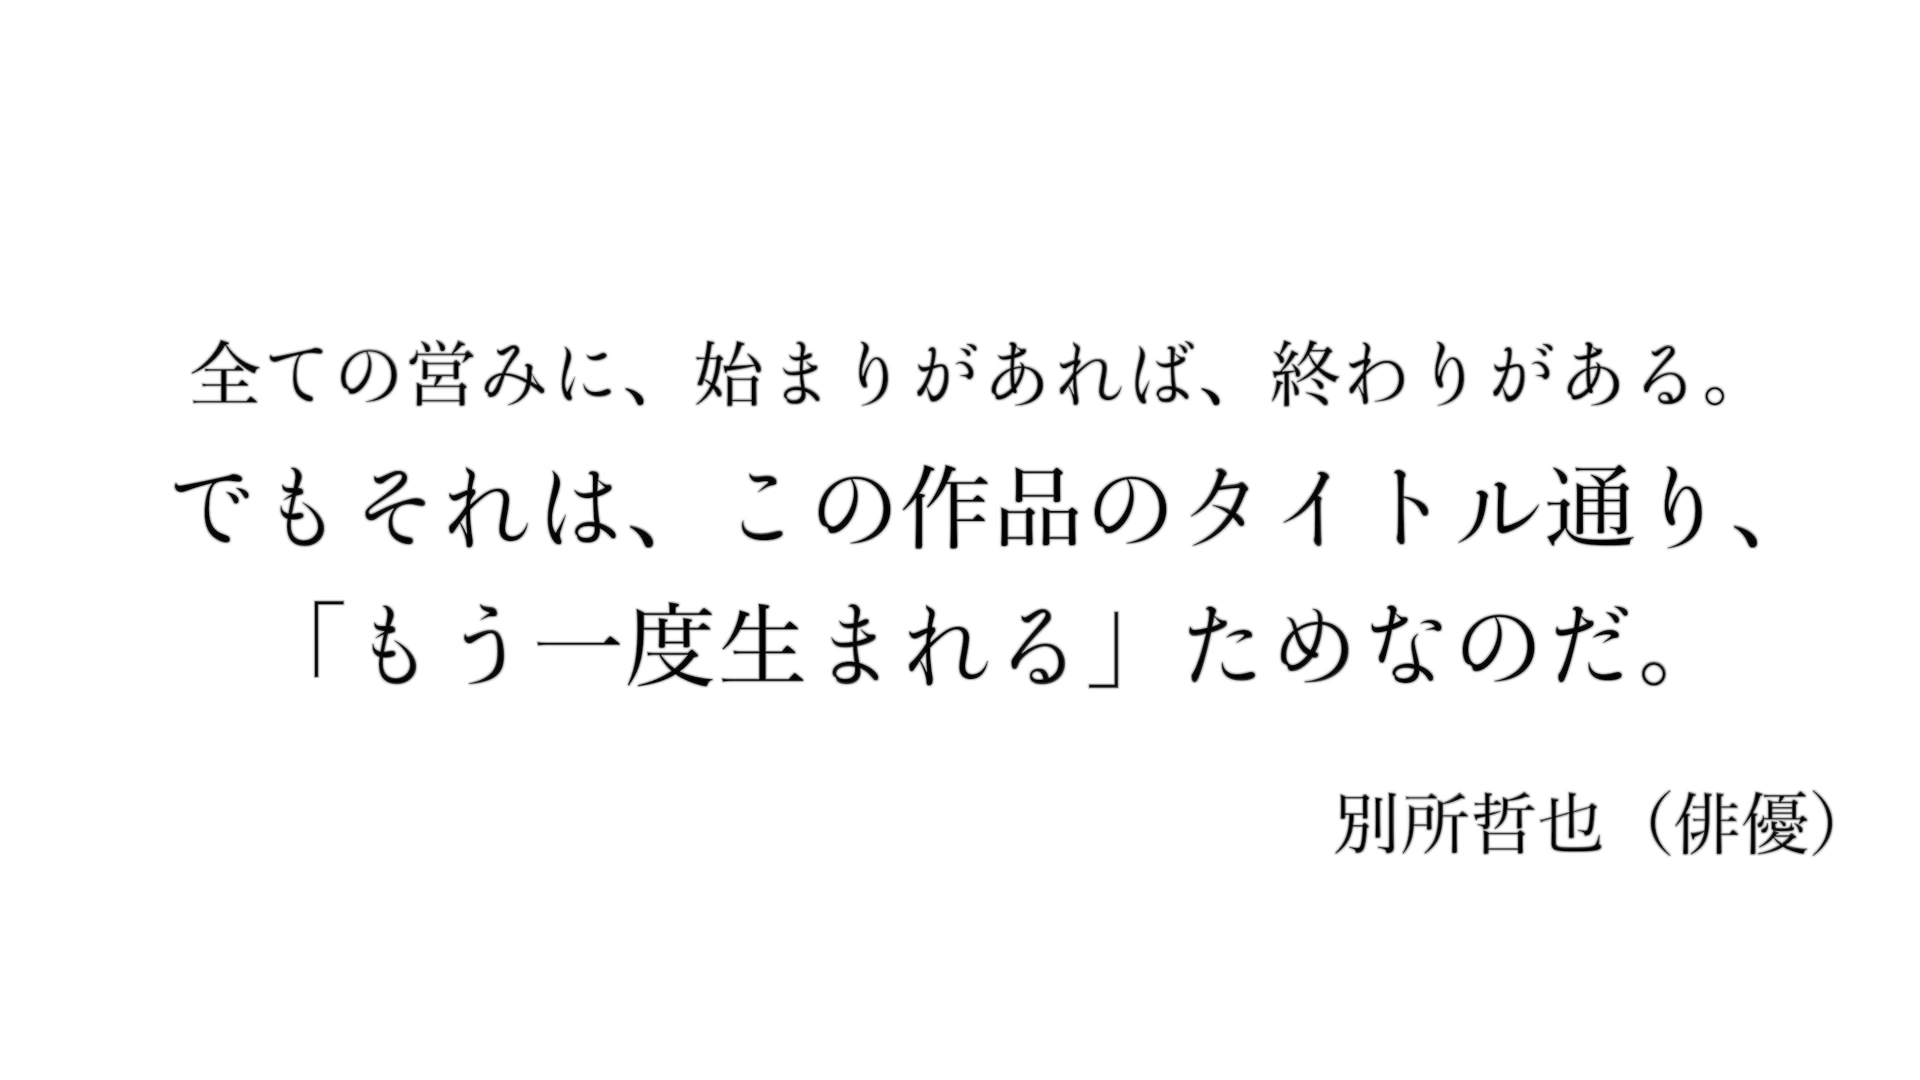 全ての営みに、始まりがあれば、終わりがある。
でもそれは、この作品のタイトル通り、
「もう一度生まれる」ためなのだ。
別所哲也（俳優）